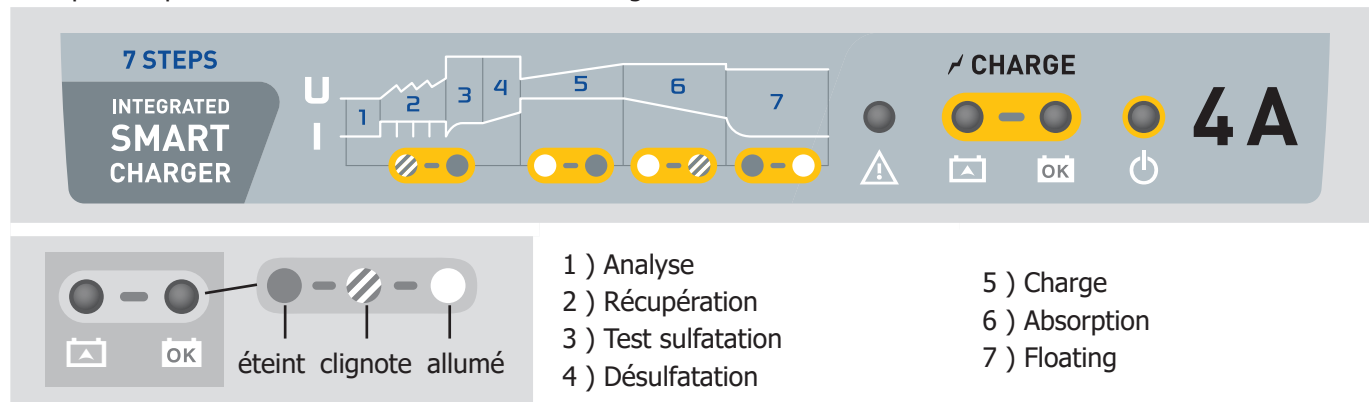 7 STEPS
INTEGRATED
SMART
CHARGER
U
I
1
2
3
4
5
6
7
CHARGE
OK
4 A
OK
éteint clignote allumé
1 ) Analyse
2 ) Récupération
3 ) Test sulfatation
4 ) Désulfatation
5 ) Charge
6 ) Absorption
7 ) Floating